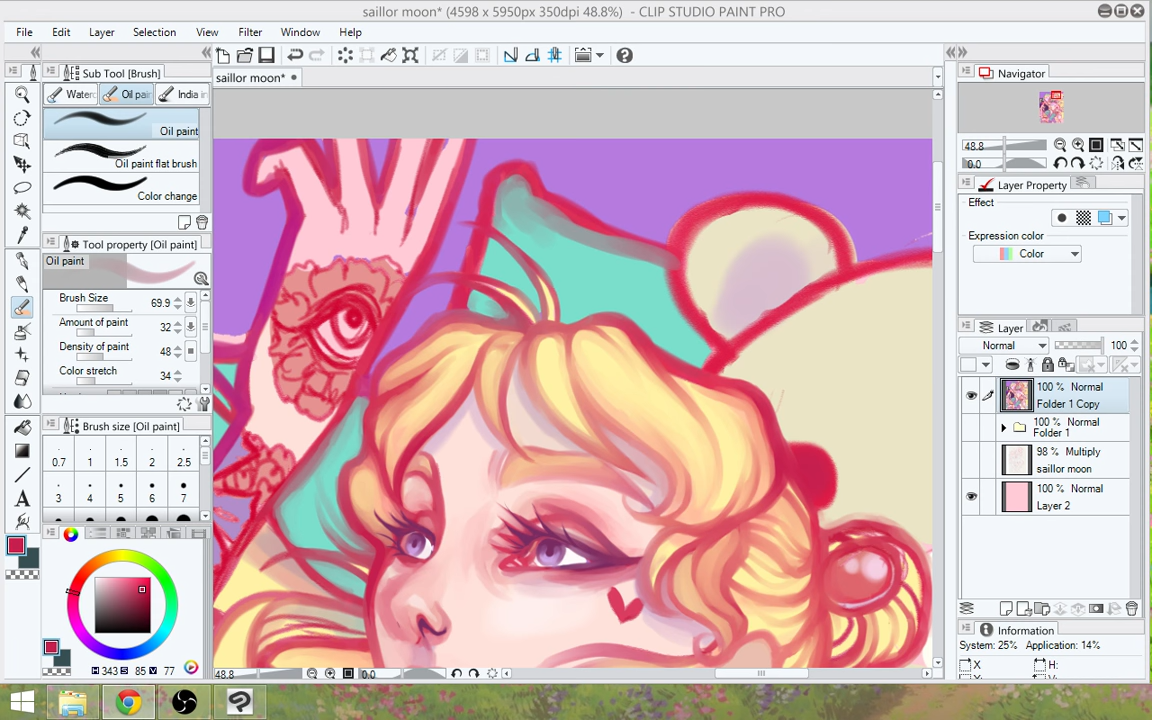 saillor moon* (4598 x 5950px 350dpi 48.8%) - CLIP STUDIO PAINT PRO
File Edit Layer Selection View Filter Window Help
Sub Tool [Brush]
saillor moon*
Navigator
Waterc Oil pain India in
Oil paint
Oil paint flat brush
Color change
48.8
0.0
Layer Property
Effect
Expression color
Color
Tool property [Oil paint]
Oil paint
Brush Size 69.9
Amount of paint 32
Density of paint 48
Color stretch 34
Layer
Normal 100
100 % Normal
Folder 1 Copy
100 % Normal
Folder 1
98 % Multiply
saillor moon
100 % Normal
Layer 2
Brush size [Oil paint]
0.7 1 1.5 2 2.5
3 4 5 6 7
A
Information
System: 25% Application: 14%
X H:
H 343 S 85 V 77
48.8 0.0